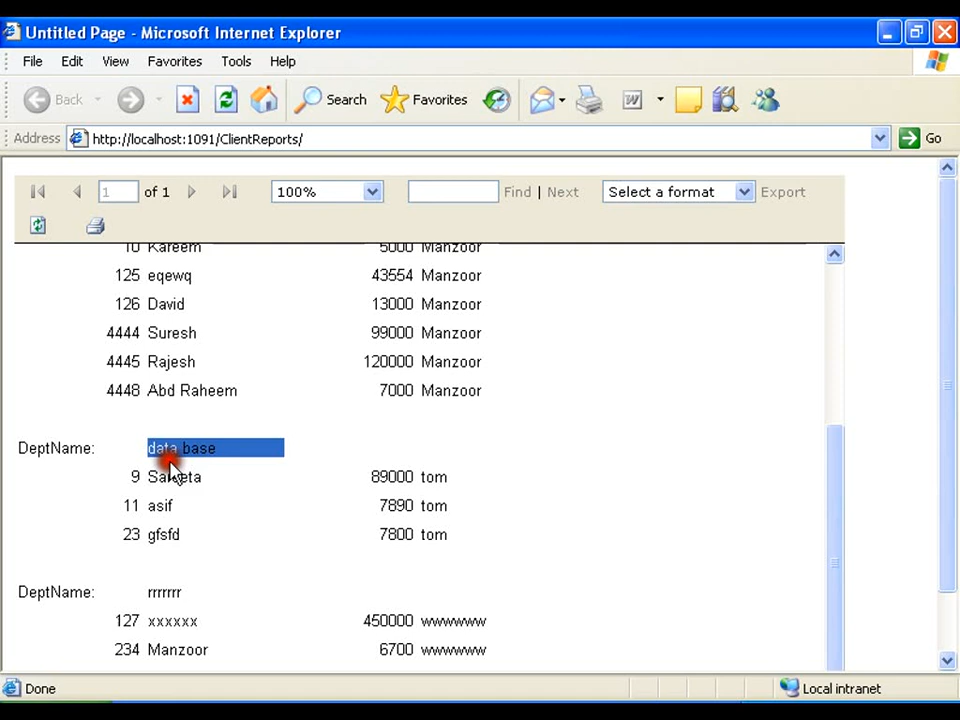 Untitled Page - Microsoft Internet Explorer
File Edit View Favorites Tools Help
Back Search Favorites
Address http://localhost:1091/ClientReports/ Go
1 of 1 100% Find | Next Select a format Export
10 Kareem 5000 Manzoor
125 eqewq 43554 Manzoor
126 David 13000 Manzoor
4444 Suresh 99000 Manzoor
4445 Rajesh 120000 Manzoor
4448 Abd Raheem 7000 Manzoor
DeptName: data base
9 89000 tom
11 asif 7890 tom
23 gfsfd 7800 tom
DeptName: rrrrrrr
127 xxxxxx 450000 wwwwww
234 Manzoor 6700 wwwwww
Done Local intranet